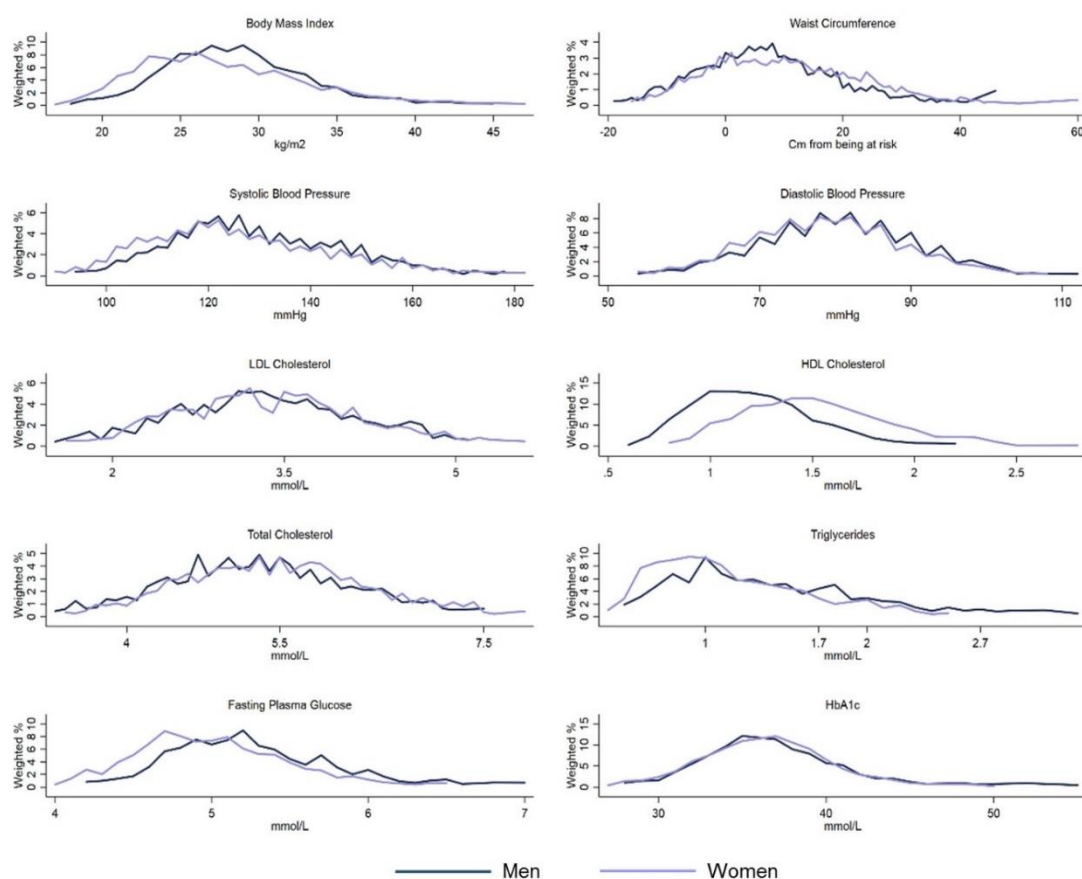 Body Mass Index
Weighted %
0 2 4 6 8 10
20 25 30 35 40 45
kg/m2
Waist Circumference
Weighted %
0 1 2 3 4
-20 0 20 40 60
Cm from being at risk
Systolic Blood Pressure
Weighted %
0 2 4 6
100 120 140 160 180
mmHg
Diastolic Blood Pressure
Weighted %
0 2 4 6 8
50 70 90 110
mmHg
LDL Cholesterol
Weighted %
0 2 4 6
2 3.5 5
mmol/L
HDL Cholesterol
Weighted %
0 5 10 15
.5 1 1.5 2 2.5
mmol/L
Total Cholesterol
Weighted %
0 1 2 3 4 5
4 5.5 7.5
mmol/L
Triglycerides
Weighted %
0 2 4 6 8 10
1 1.7 2 2.7
mmol/L
Fasting Plasma Glucose
Weighted %
0 2 4 6 8 10
4 5 6 7
mmol/L
HbA1c
Weighted %
0 5 10 15
30 40 50
mmol/L
Men Women